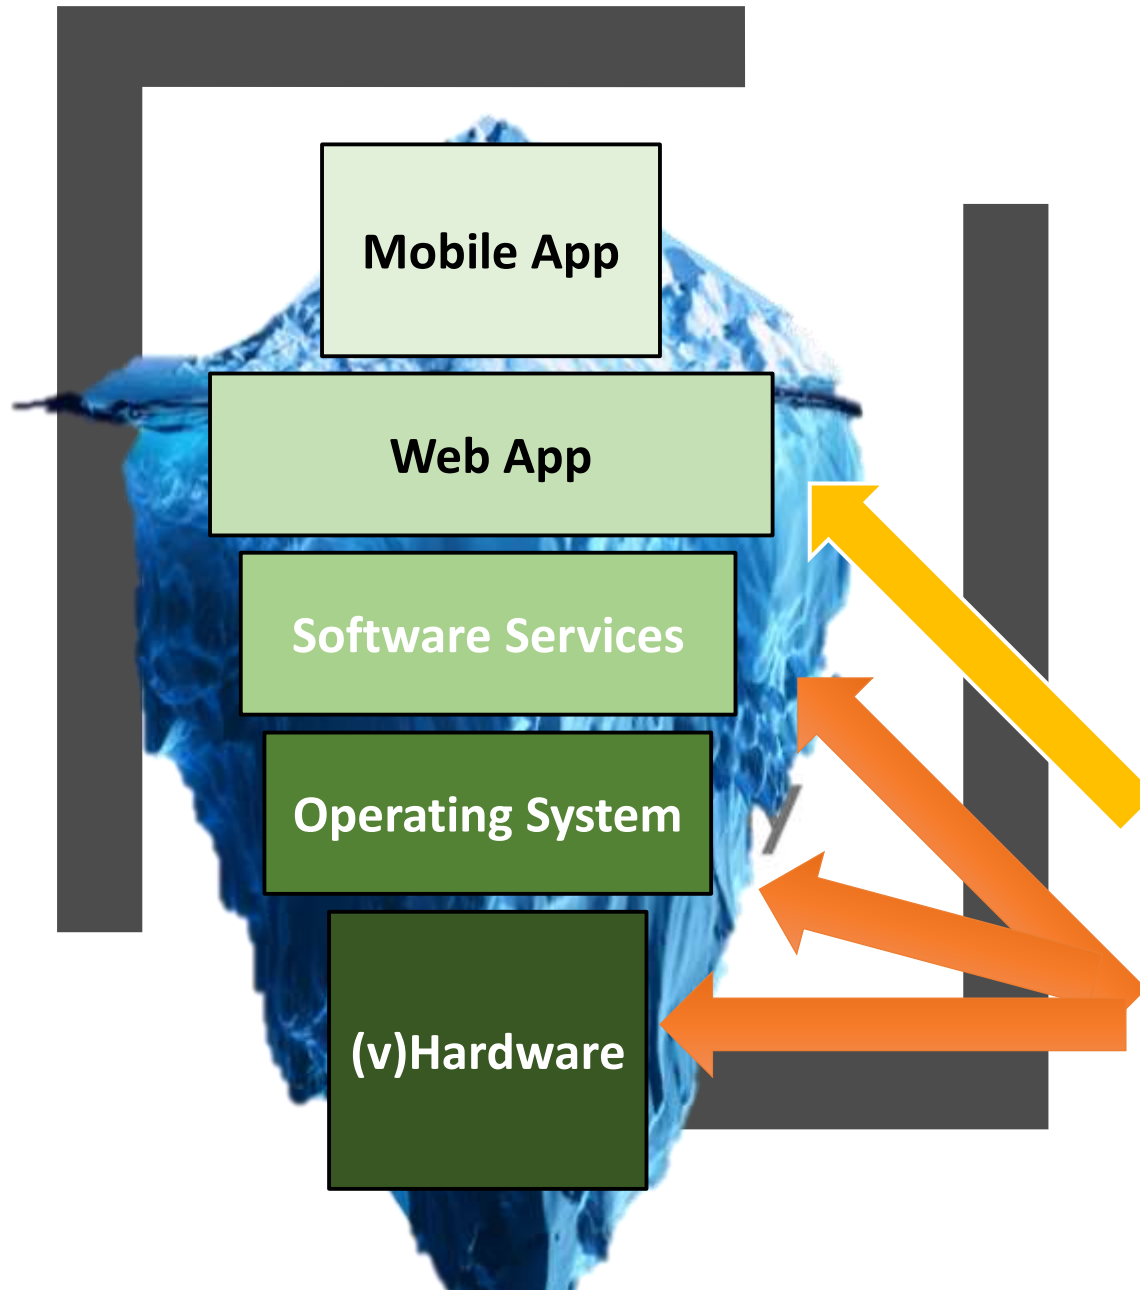 Mobile App
Web App
Software Services
Operating System
y
(v)Hardware